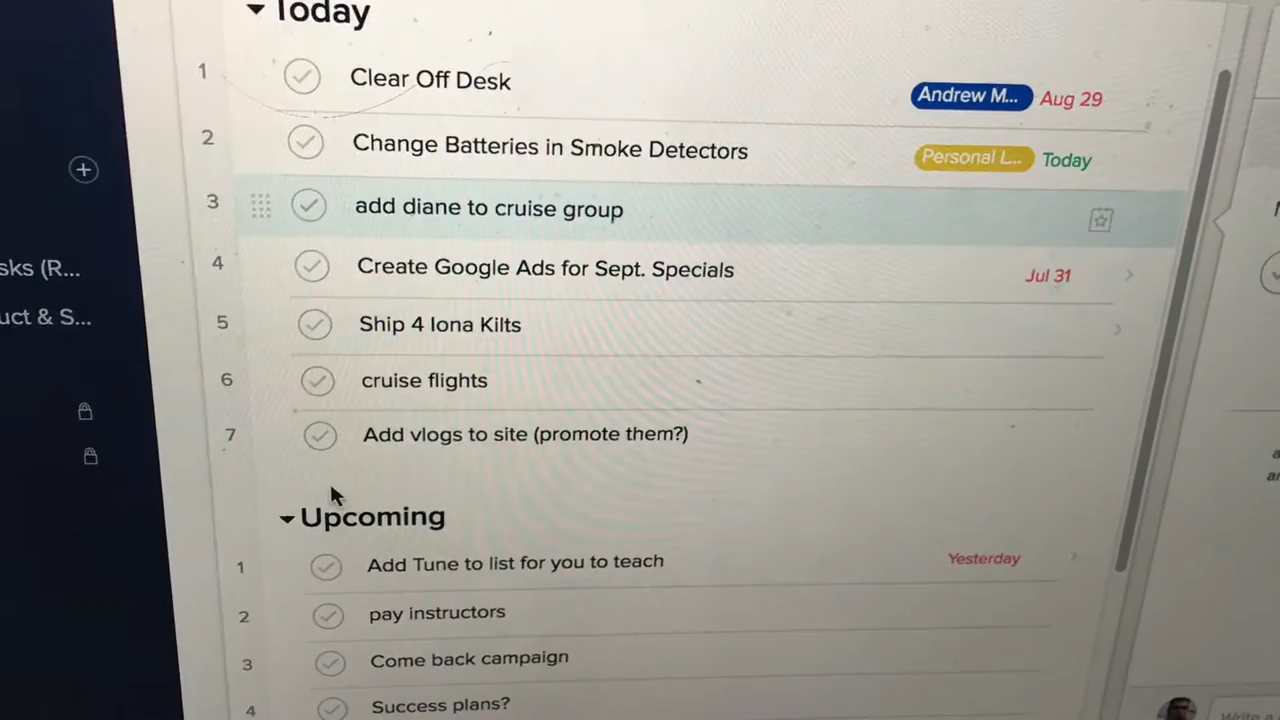 Today
1 Clear Off Desk Andrew M... Aug 29
2 Change Batteries in Smoke Detectors Personal L... Today
3 add diane to cruise group
4 Create Google Ads for Sept. Specials Jul 31
5 Ship 4 Iona Kilts
6 cruise flights
7 Add vlogs to site (promote them?)
sks (R...
uct & S...
Upcoming
1 Add Tune to list for you to teach Yesterday
2 pay instructors
3 Come back campaign
4 Success plans?